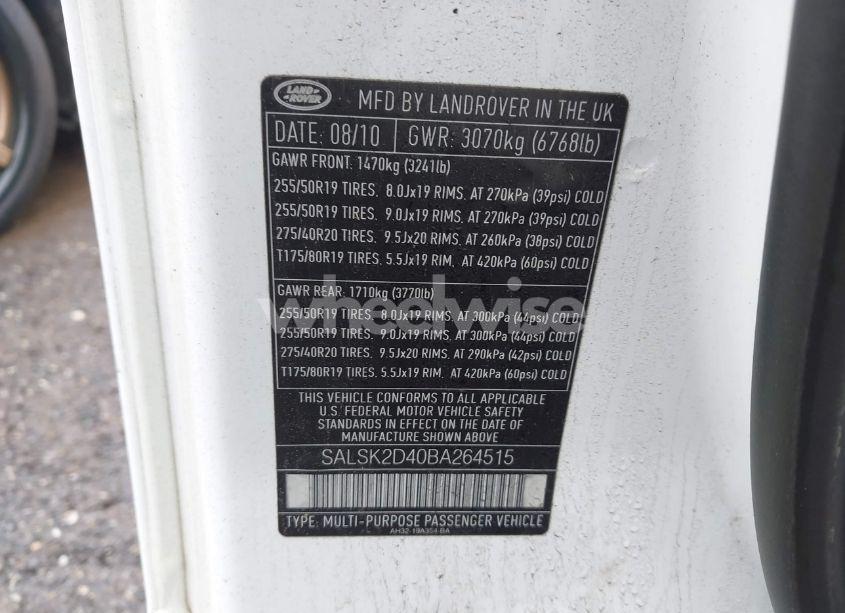 LAND ROVER
MFD BY LANDROVER IN THE UK
DATE: 08/10 GWR: 3070kg (6768lb)
GAWR FRONT: 1470kg (3241lb)
255/50R19 TIRES. 8.0Jx19 RIMS. AT 270kPa (39psi) COLD
255/50R19 TIRES. 9.0Jx19 RIMS. AT 270kPa (39psi) COLD
275/40R20 TIRES. 9.5Jx20 RIMS. AT 260kPa (38psi) COLD
T175/80R19 TIRES. 5.5Jx19 RIM. AT 420kPa (60psi) COLD
GAWR REAR: 1710kg (3770lb)
wheelwise
255/50R19 TIRES. 8.0Jx19 RIMS. AT 300kPa (44psi) COLD
255/50R19 TIRES. 9.0Jx19 RIMS. AT 300kPa (44psi) COLD
275/40R20 TIRES. 9.5Jx20 RIMS. AT 290kPa (42psi) COLD
T175/80R19 TIRES. 5.5Jx19 RIM. AT 420kPa (60psi) COLD
THIS VEHICLE CONFORMS TO ALL APPLICABLE
U.S. FEDERAL MOTOR VEHICLE SAFETY
STANDARDS IN EFFECT ON THE DATE OF
MANUFACTURE SHOWN ABOVE
SALSK2D40BA264515
TYPE: MULTI-PURPOSE PASSENGER VEHICLE
AH32-19A354-BA